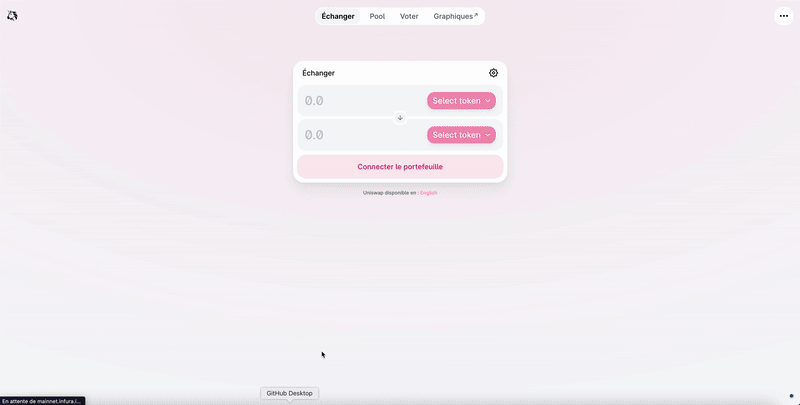 Échanger Pool Voter Graphiques↗
Échanger
0.0 Select token
0.0 Select token
Connecter le portefeuille
Uniswap disponible en : English
GitHub Desktop
En attente de mainnet.infura.i...